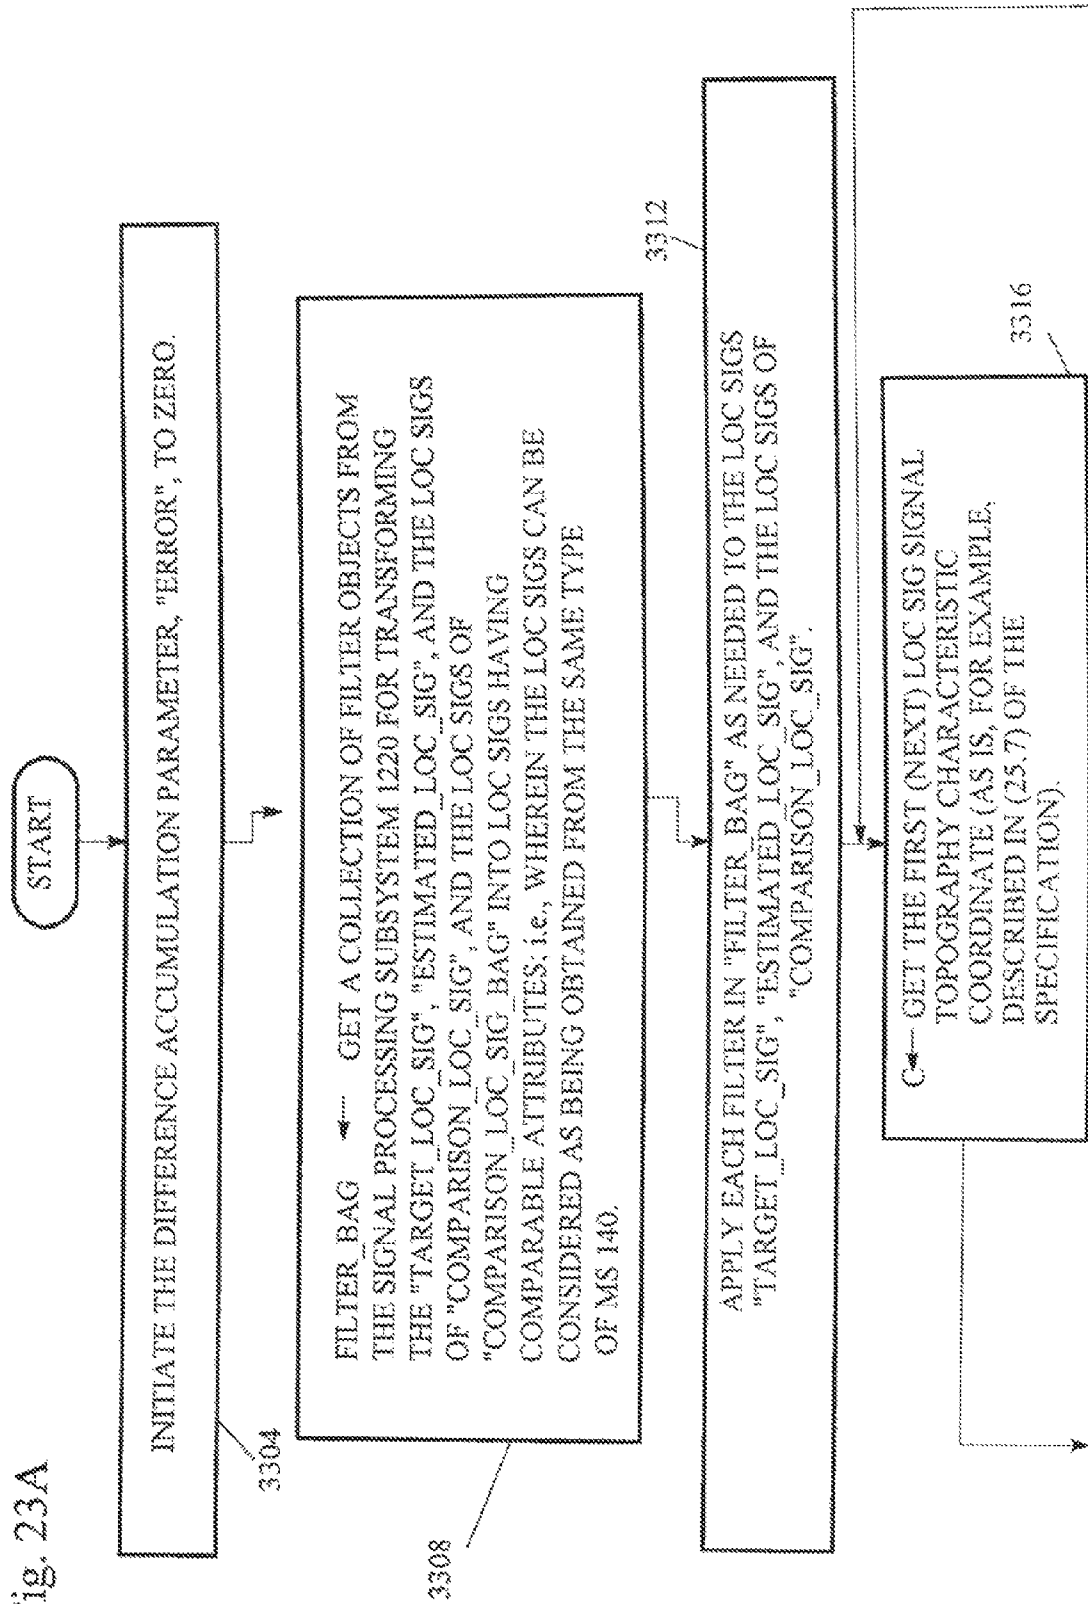 ig. 23A
START
INITIATE THE DIFFERENCE ACCUMULATION PARAMETER, "ERROR", TO ZERO.
3304
FILTER_BAG ← GET A COLLECTION OF FILTER OBJECTS FROM
THE SIGNAL PROCESSING SUBSYSTEM 1220 FOR TRANSFORMING
THE "TARGET_LOC_SIG", "ESTIMATED_LOC_SIG", AND THE LOC SIGS
OF "COMPARISON_LOC_SIG", AND THE LOC SIGS OF
"COMPARISON_LOC_SIG_BAG" INTO LOC SIGS HAVING
COMPARABLE ATTRIBUTES; i.e., WHEREIN THE LOC SIGS CAN BE
CONSIDERED AS BEING OBTAINED FROM THE SAME TYPE
OF MS 140.
3308
3312
APPLY EACH FILTER IN "FILTER_BAG" AS NEEDED TO THE LOC SIGS
"TARGET_LOC_SIG", "ESTIMATED_LOC_SIG", AND THE LOC SIGS OF
"COMPARISON_LOC_SIG".
C ← GET THE FIRST (NEXT) LOC SIG SIGNAL
TOPOGRAPHY CHARACTERISTIC
COORDINATE (AS IS, FOR EXAMPLE,
DESCRIBED IN (25.7) OF THE
SPECIFICATION).
3316